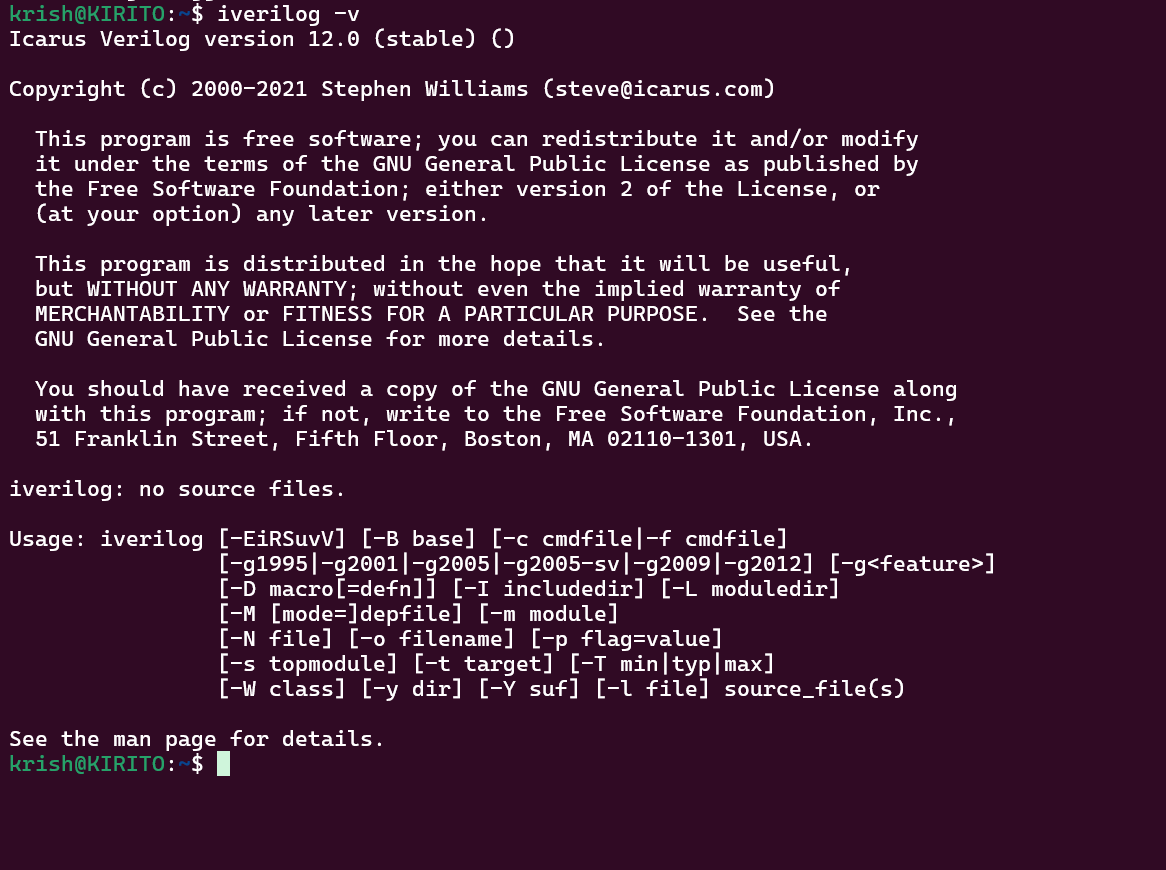 krish@KIRITO:~$ iverilog -v
Icarus Verilog version 12.0 (stable) ()
Copyright (c) 2000-2021 Stephen Williams (steve@icarus.com)
  This program is free software; you can redistribute it and/or modify
  it under the terms of the GNU General Public License as published by
  the Free Software Foundation; either version 2 of the License, or
  (at your option) any later version.
  This program is distributed in the hope that it will be useful,
  but WITHOUT ANY WARRANTY; without even the implied warranty of
  MERCHANTABILITY or FITNESS FOR A PARTICULAR PURPOSE.  See the
  GNU General Public License for more details.
  You should have received a copy of the GNU General Public License along
  with this program; if not, write to the Free Software Foundation, Inc.,
  51 Franklin Street, Fifth Floor, Boston, MA 02110-1301, USA.
iverilog: no source files.
Usage: iverilog [-EiRSuvV] [-B base] [-c cmdfile|-f cmdfile]
                [-g1995|-g2001|-g2005|-g2005-sv|-g2009|-g2012] [-g<feature>]
                [-D macro[=defn]] [-I includedir] [-L moduledir]
                [-M [mode=]depfile] [-m module]
                [-N file] [-o filename] [-p flag=value]
                [-s topmodule] [-t target] [-T min|typ|max]
                [-W class] [-y dir] [-Y suf] [-l file] source_file(s)
See the man page for details.
krish@KIRITO:~$